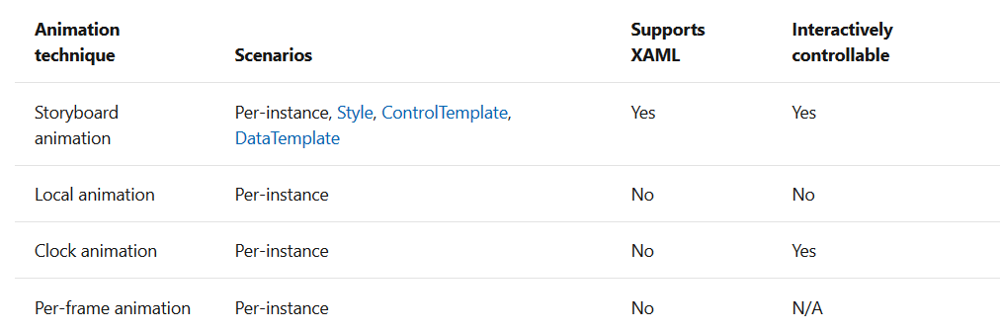 Animation
technique
Scenarios
Supports
XAML
Interactively
controllable
Storyboard
animation
Per-instance, Style, ControlTemplate,
DataTemplate
Yes
Yes
Local animation
Per-instance
No
No
Clock animation
Per-instance
No
Yes
Per-frame animation
Per-instance
No
N/A